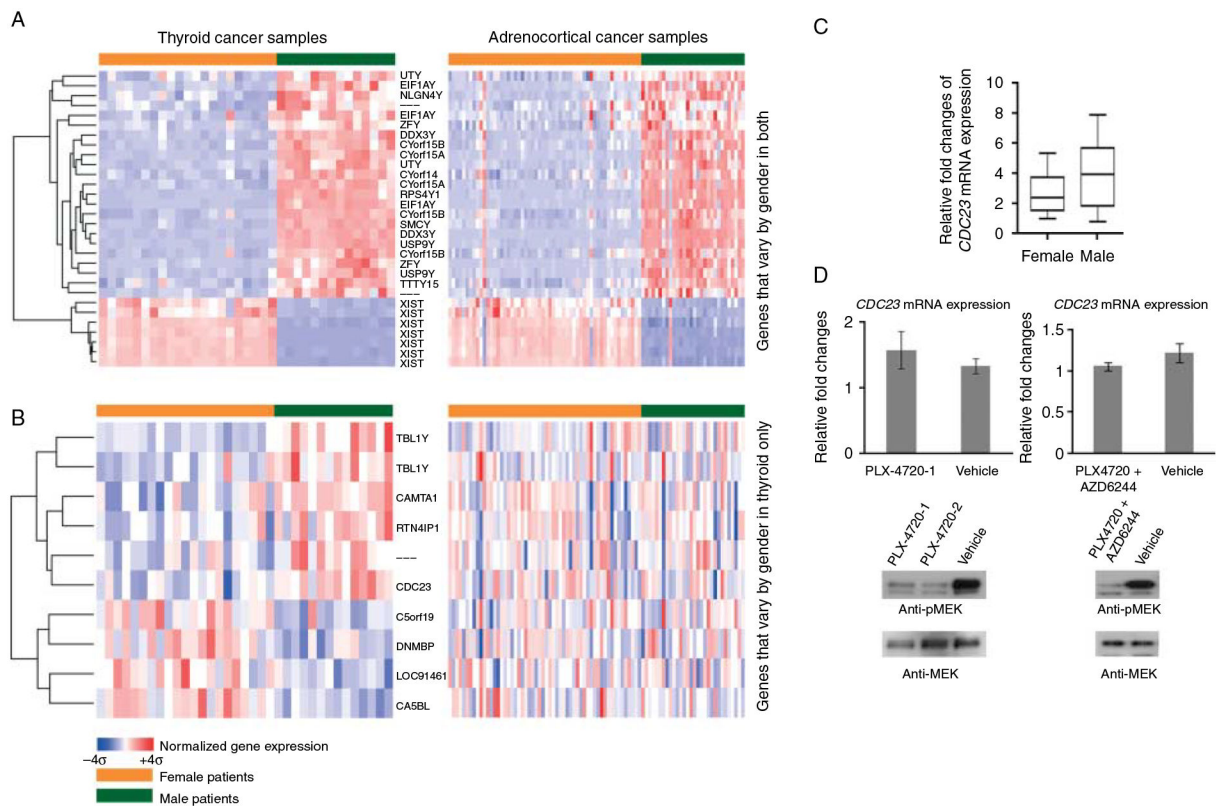 A
Thyroid cancer samples
Adrenocortical cancer samples
UTY
EIF1AY
NLGN4Y
–––
EIF1AY
ZFY
DDX3Y
CYorf15B
CYorf15A
UTY
CYorf14
CYorf15A
RPS4Y1
EIF1AY
CYorf15B
SMCY
DDX3Y
USP9Y
CYorf15B
ZFY
USP9Y
TTTY15
–––
XIST
XIST
XIST
XIST
XIST
XIST
XIST
Genes that vary by gender in both
B
TBL1Y
TBL1Y
CAMTA1
RTN4IP1
–––
CDC23
C5orf19
DNMBP
LOC91461
CA5BL
Genes that vary by gender in thyroid only
Normalized gene expression
−4σ +4σ
Female patients
Male patients
C
Relative fold changes of
CDC23 mRNA expression
10
8
6
4
2
0
Female Male
D
CDC23 mRNA expression
Relative fold changes
2
1
0
PLX-4720-1 Vehicle
CDC23 mRNA expression
Relative fold changes
1.5
1
0.5
0
PLX4720 +
AZD6244
Vehicle
PLX-4720-1
PLX-4720-2
Vehicle
Anti-pMEK
Anti-MEK
PLX4720 +
AZD6244
Vehicle
Anti-pMEK
Anti-MEK